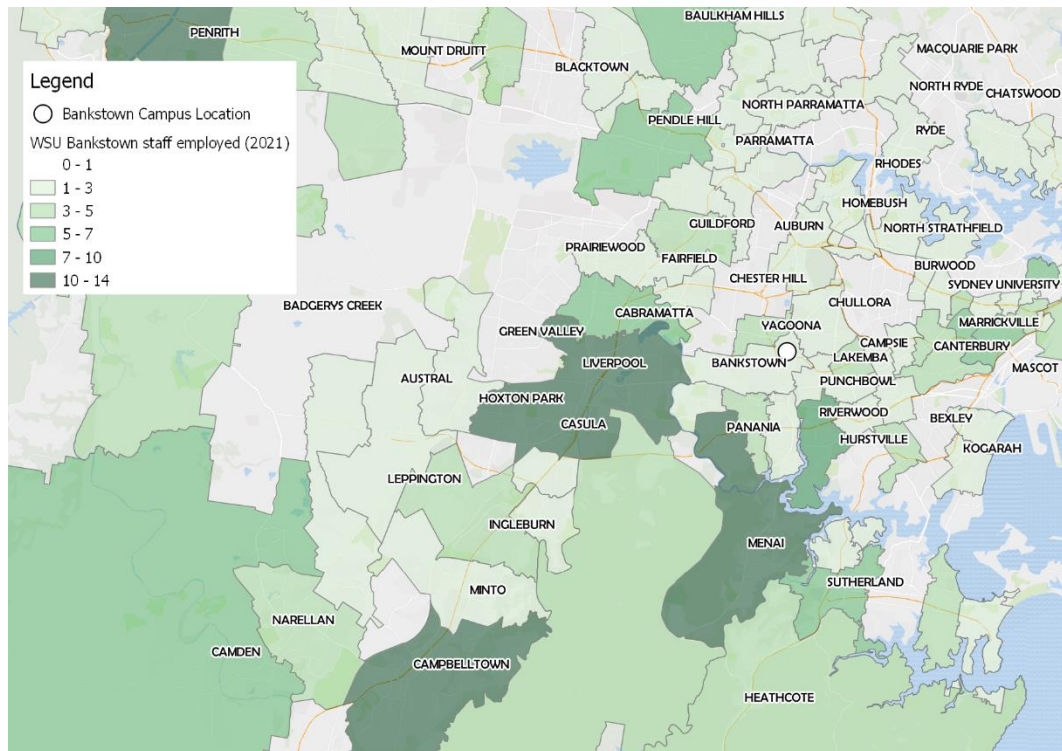 BAULKHAM HILLS
PENRITH
MOUNT DRUITT
MACQUARIE PARK
BLACKTOWN
NORTH RYDE
CHATSWOOD
NORTH PARRAMATTA
PENDLE HILL
RYDE
PARRAMATTA
RHODES
HOMEBUSH
GUILDFORD
AUBURN
NORTH STRATHFIELD
PRAIRIEWOOD
FAIRFIELD
BURWOOD
CHESTER HILL
SYDNEY UNIVERSITY
BADGERYS CREEK
CHULLORA
CABRAMATTA
MARRICKVILLE
YAGOONA
GREEN VALLEY
CAMPSIE
CANTERBURY
LAKEMBA
LIVERPOOL
BANKSTOWN
MASCOT
AUSTRAL
PUNCHBOWL
HOXTON PARK
RIVERWOOD
BEXLEY
CASULA
PANANIA
HURSTVILLE
KOGARAH
LEPPINGTON
INGLEBURN
MENAI
SUTHERLAND
MINTO
NARELLAN
CAMDEN
CAMPBELLTOWN
HEATHCOTE
Legend
Bankstown Campus Location
WSU Bankstown staff employed (2021)
0 - 1
1 - 3
3 - 5
5 - 7
7 - 10
10 - 14